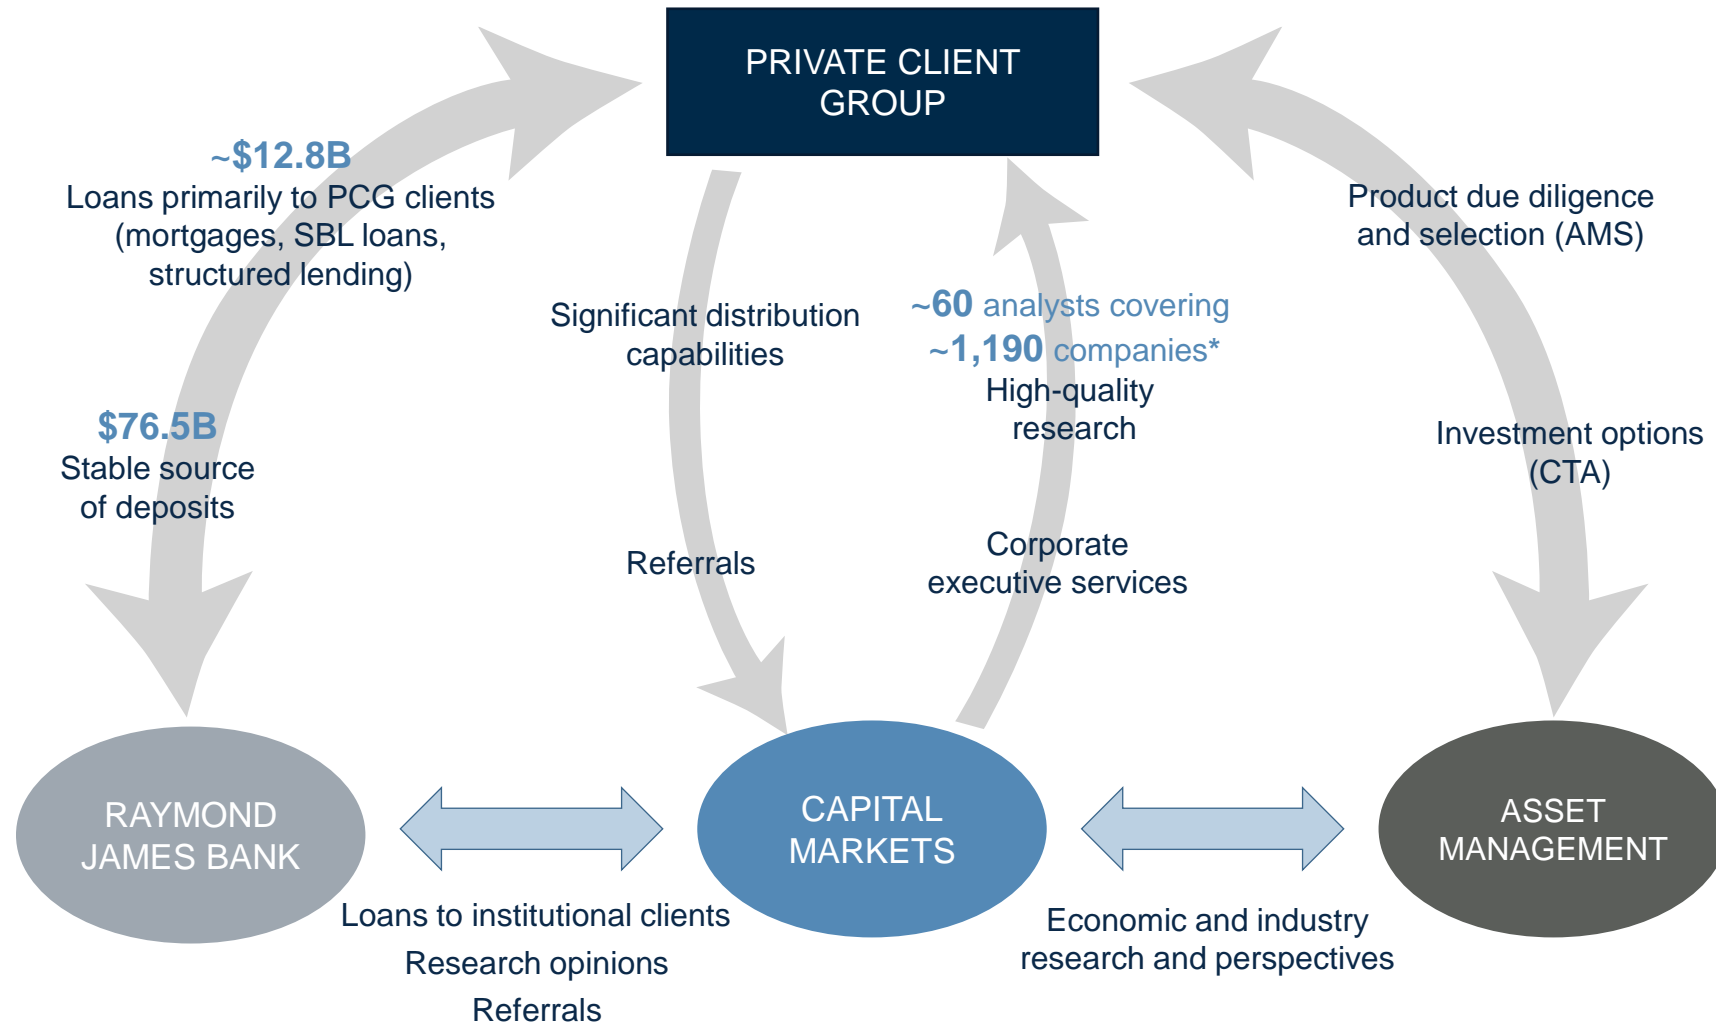 PRIVATE CLIENT
GROUP
~$12.8B
Loans primarily to PCG clients
(mortgages, SBL loans,
structured lending)
$76.5B
Stable source
of deposits
Significant distribution
capabilities
Referrals
~60 analysts covering
~1,190 companies*
High-quality
research
Corporate
executive services
Product due diligence
and selection (AMS)
Investment options
(CTA)
RAYMOND
JAMES BANK
CAPITAL
MARKETS
ASSET
MANAGEMENT
Loans to institutional clients
Research opinions
Referrals
Economic and industry
research and perspectives